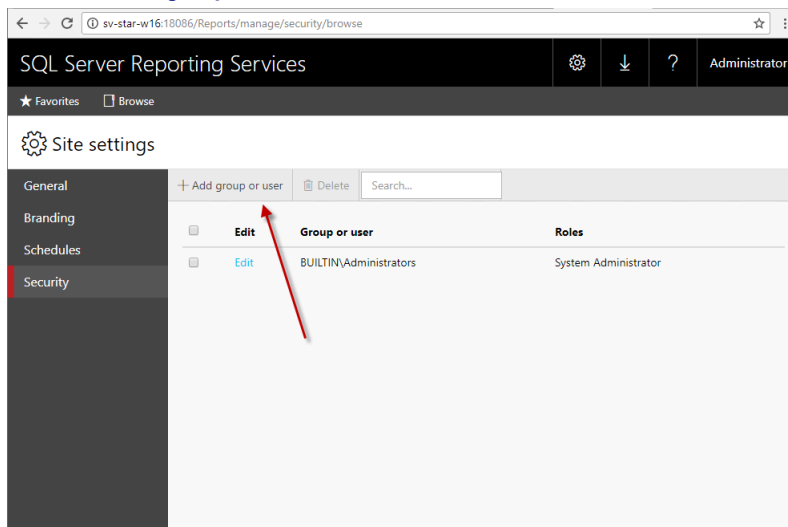 sv-star-w16:18086/Reports/manage/security/browse
SQL Server Reporting Services
? Administrator
Favorites Browse
Site settings
General
Branding
Schedules
Security
+ Add group or user Delete Search...
Edit Group or user Roles
Edit BUILTIN\Administrators System Administrator